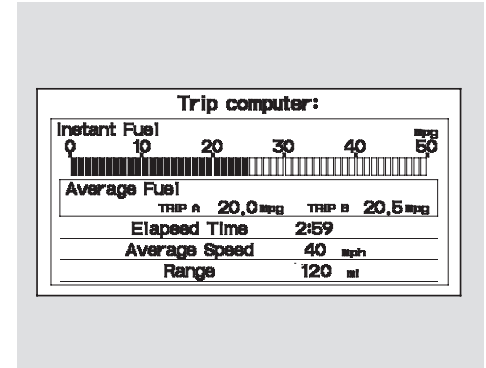 Trip computer:
Instant Fuel
mpg
0 10 20 30 40 50
Average Fuel
TRIP A 20.0 mpg TRIP B 20.5 mpg
Elapsed Time 2:59
Average Speed 40 mph
Range 120 mi